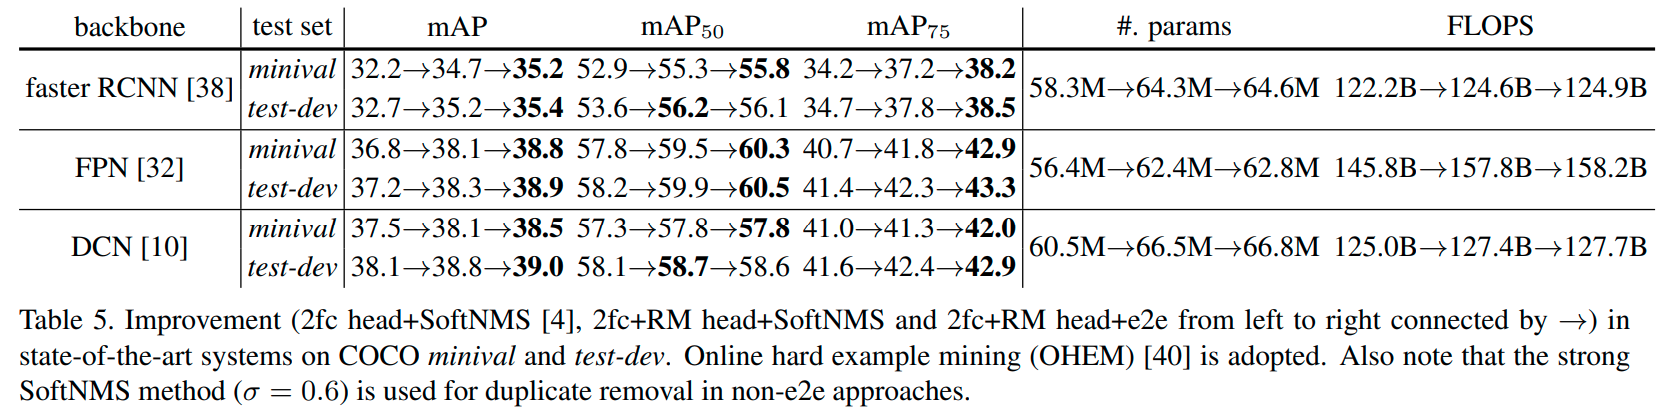 backbone test set mAP mAP₅₀ mAP₇₅ #. params FLOPS
faster RCNN [38] minival 32.2→34.7→35.2 52.9→55.3→55.8 34.2→37.2→38.2 58.3M→64.3M→64.6M 122.2B→124.6B→124.9B
test-dev 32.7→35.2→35.4 53.6→56.2→56.1 34.7→37.8→38.5
FPN [32] minival 36.8→38.1→38.8 57.8→59.5→60.3 40.7→41.8→42.9 56.4M→62.4M→62.8M 145.8B→157.8B→158.2B
test-dev 37.2→38.3→38.9 58.2→59.9→60.5 41.4→42.3→43.3
DCN [10] minival 37.5→38.1→38.5 57.3→57.8→57.8 41.0→41.3→42.0 60.5M→66.5M→66.8M 125.0B→127.4B→127.7B
test-dev 38.1→38.8→39.0 58.1→58.7→58.6 41.6→42.4→42.9
Table 5. Improvement (2fc head+SoftNMS [4], 2fc+RM head+SoftNMS and 2fc+RM head+e2e from left to right connected by →) in
state-of-the-art systems on COCO minival and test-dev. Online hard example mining (OHEM) [40] is adopted. Also note that the strong
SoftNMS method (σ = 0.6) is used for duplicate removal in non-e2e approaches.